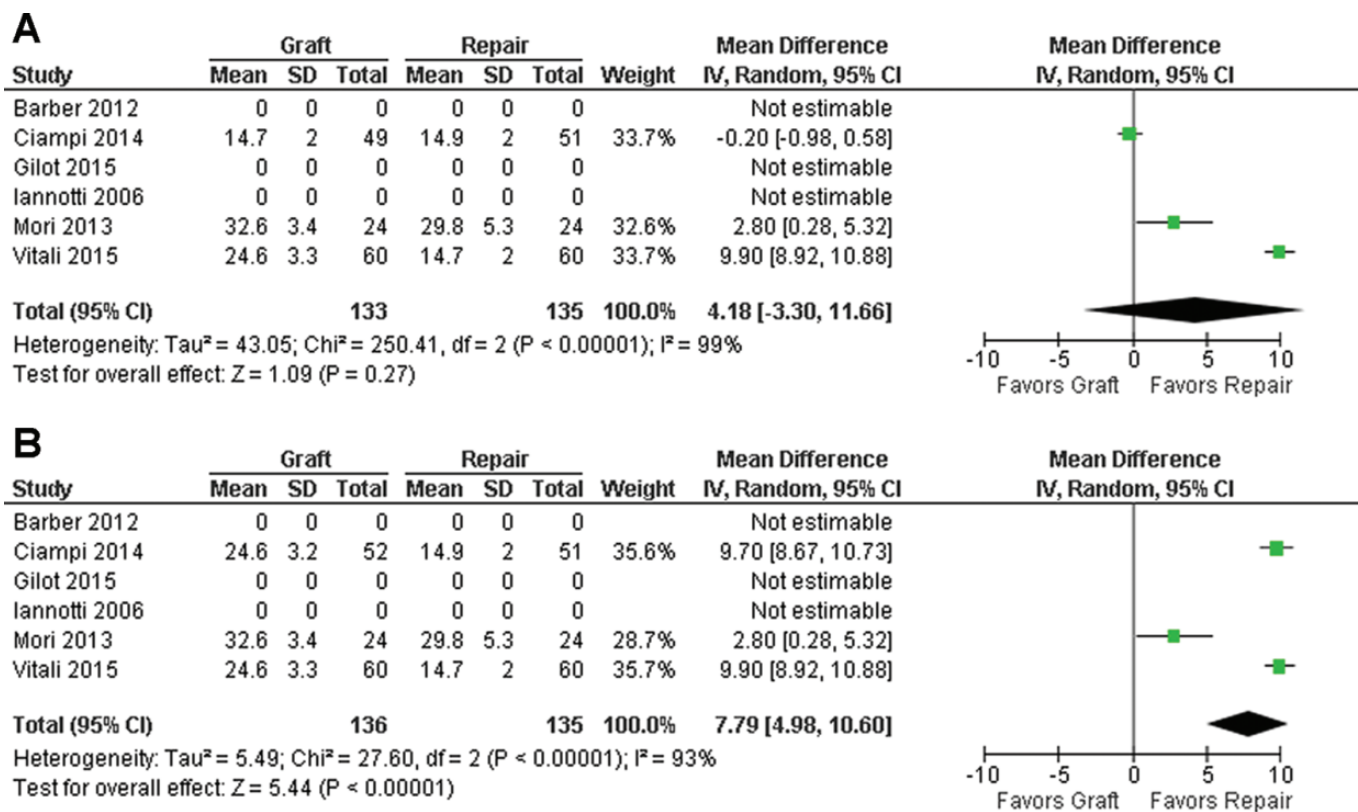 A
Graft Repair Mean Difference Mean Difference
Study Mean SD Total Mean SD Total Weight IV, Random, 95% CI IV, Random, 95% CI
Barber 2012 0 0 0 0 0 0 Not estimable
Ciampi 2014 14.7 2 49 14.9 2 51 33.7% -0.20 [-0.98, 0.58]
Gilot 2015 0 0 0 0 0 0 Not estimable
Iannotti 2006 0 0 0 0 0 0 Not estimable
Mori 2013 32.6 3.4 24 29.8 5.3 24 32.6% 2.80 [0.28, 5.32]
Vitali 2015 24.6 3.3 60 14.7 2 60 33.7% 9.90 [8.92, 10.88]
Total (95% CI) 133 135 100.0% 4.18 [-3.30, 11.66]
Heterogeneity: Tau² = 43.05; Chi² = 250.41, df = 2 (P < 0.00001); I² = 99%
Test for overall effect: Z = 1.09 (P = 0.27)
-10 -5 0 5 10
Favors Graft Favors Repair
B
Graft Repair Mean Difference Mean Difference
Study Mean SD Total Mean SD Total Weight IV, Random, 95% CI IV, Random, 95% CI
Barber 2012 0 0 0 0 0 0 Not estimable
Ciampi 2014 24.6 3.2 52 14.9 2 51 35.6% 9.70 [8.67, 10.73]
Gilot 2015 0 0 0 0 0 0 Not estimable
Iannotti 2006 0 0 0 0 0 0 Not estimable
Mori 2013 32.6 3.4 24 29.8 5.3 24 28.7% 2.80 [0.28, 5.32]
Vitali 2015 24.6 3.3 60 14.7 2 60 35.7% 9.90 [8.92, 10.88]
Total (95% CI) 136 135 100.0% 7.79 [4.98, 10.60]
Heterogeneity: Tau² = 5.49; Chi² = 27.60, df = 2 (P < 0.00001); I² = 93%
Test for overall effect: Z = 5.44 (P < 0.00001)
-10 -5 0 5 10
Favors Graft Favors Repair